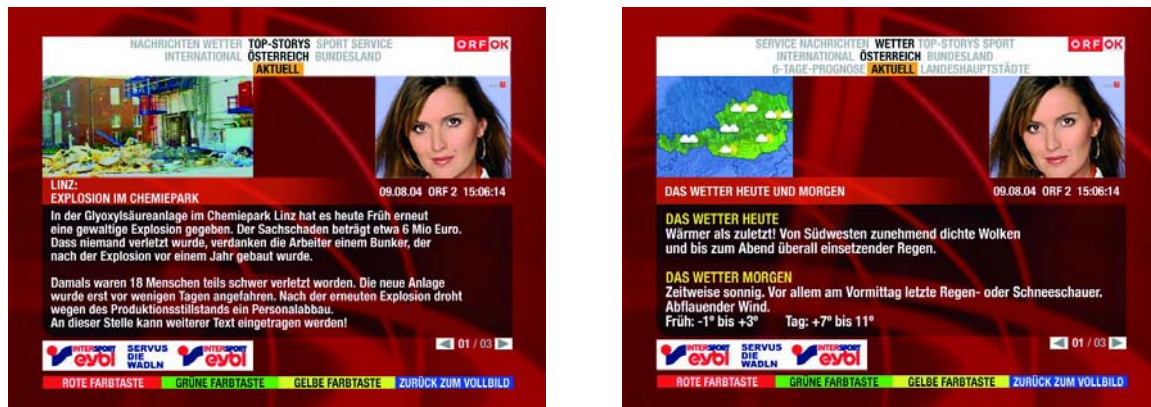 NACHRICHTEN WETTER TOP-STORYS SPORT SERVICE
ORF OK
INTERNATIONAL ÖSTERREICH BUNDESLAND
AKTUELL
LINZ:
EXPLOSION IM CHEMIEPARK
09.08.04 ORF 2 15:06:14
In der Glyoxylsäureanlage im Chemiepark Linz hat es heute Früh erneut
eine gewaltige Explosion gegeben. Der Sachschaden beträgt etwa 6 Mio Euro.
Dass niemand verletzt wurde, verdanken die Arbeiter einem Bunker, der
nach der Explosion vor einem Jahr gebaut wurde.
Damals waren 18 Menschen teils schwer verletzt worden. Die neue Anlage
wurde erst vor wenigen Tagen angefahren. Nach der erneuten Explosion droht
wegen des Produktionsstillstands ein Personalabbau.
An dieser Stelle kann weiterer Text eingetragen werden!
01 / 03
INTERSPORT eybl
SERVUS
DIE
WADLN
INTERSPORT eybl
ROTE FARBTASTE GRÜNE FARBTASTE GELBE FARBTASTE ZURÜCK ZUM VOLLBILD
SERVICE NACHRICHTEN WETTER TOP-STORYS SPORT
ORF OK
INTERNATIONAL ÖSTERREICH BUNDESLAND
6-TAGE-PROGNOSE AKTUELL LANDESHAUPTSTÄDTE
DAS WETTER HEUTE UND MORGEN
09.08.04 ORF 2 15:06:14
DAS WETTER HEUTE
Wärmer als zuletzt! Von Südwesten zunehmend dichte Wolken
und bis zum Abend überall einsetzender Regen.
DAS WETTER MORGEN
Zeitweise sonnig. Vor allem am Vormittag letzte Regen- oder Schneeschauer.
Abflauender Wind.
Früh: -1º bis +3º Tag: +7º bis 11º
01 / 03
INTERSPORT eybl
SERVUS
DIE
WADLN
INTERSPORT eybl
ROTE FARBTASTE GRÜNE FARBTASTE GELBE FARBTASTE ZURÜCK ZUM VOLLBILD